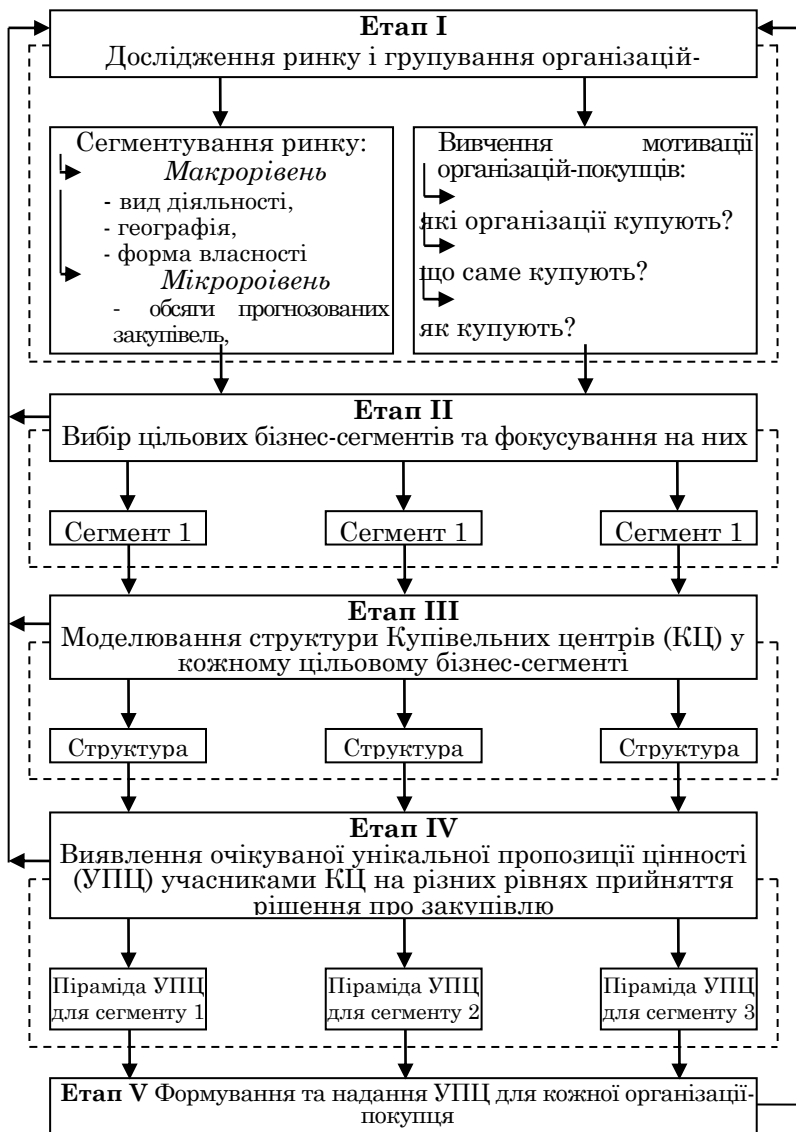 Етап I
Дослідження ринку і групування організацій-
Сегментування ринку:
Макрорівень
- вид діяльності,
- географія,
- форма власності
Мікророівень
- обсяги прогнозованих
закупівель,
Вивчення мотивації
організацій-покупців:
які організації купують?
що саме купують?
як купують?
Етап II
Вибір цільових бізнес-сегментів та фокусування на них
Сегмент 1
Сегмент 1
Сегмент 1
Етап III
Моделювання структури Купівельних центрів (КЦ) у
кожному цільовому бізнес-сегменті
Структура
Структура
Структура
Етап IV
Виявлення очікуваної унікальної пропозиції цінності
(УПЦ) учасниками КЦ на різних рівнях прийняття
рішення про закупівлю
Піраміда УПЦ
для сегменту 1
Піраміда УПЦ
для сегменту 2
Піраміда УПЦ
для сегменту 3
Етап V Формування та надання УПЦ для кожної організації-
покупця